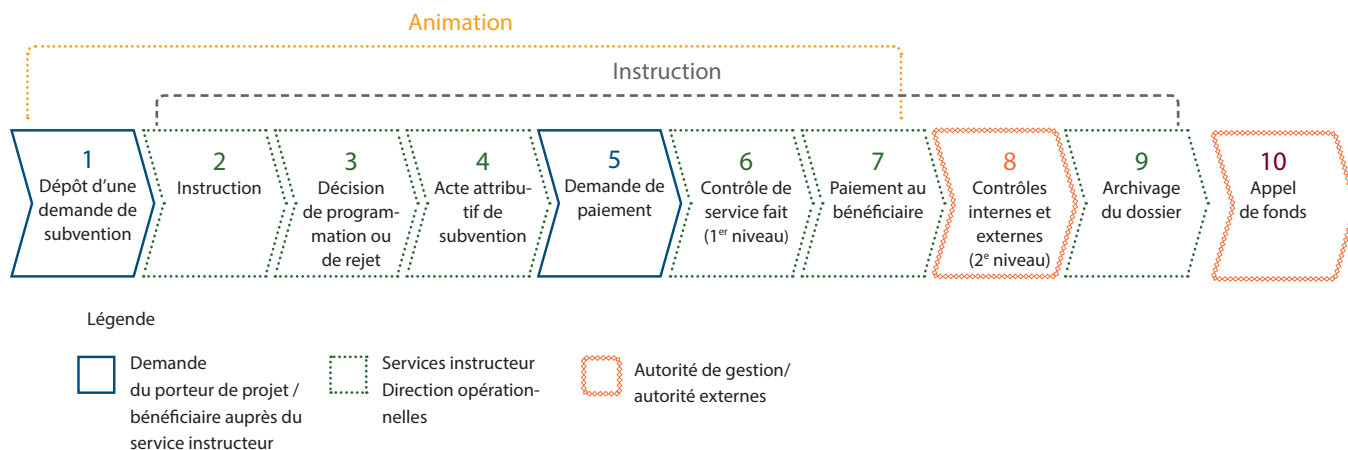 Animation
Instruction
1
Dépôt d’une
demande de
subvention
2
Instruction
3
Décision
de program-
mation ou
de rejet
4
Acte attribu-
tif de
subvention
5
Demande de
paiement
6
Contrôle de
service fait
(1er niveau)
7
Paiement au
bénéficiaire
8
Contrôles
internes et
externes
(2e niveau)
9
Archivage
du dossier
10
Appel
de fonds
Légende
Demande
du porteur de projet /
bénéficiaire auprès du
service instructeur
Services instructeur
Direction opération-
nelles
Autorité de gestion/
autorité externes